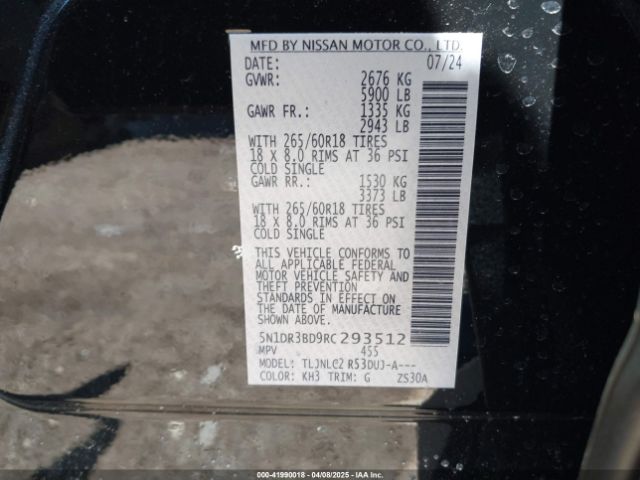 MFD BY NISSAN MOTOR CO., LTD.
DATE: 07/24
GVWR: 2676 KG
5900 LB
GAWR FR.: 1335 KG
2943 LB
WITH 265/60R18 TIRES
18 X 8.0 RIMS AT 36 PSI
COLD SINGLE
GAWR RR.: 1530 KG
3373 LB
WITH 265/60R18 TIRES
18 X 8.0 RIMS AT 36 PSI
COLD SINGLE
THIS VEHICLE CONFORMS TO
ALL APPLICABLE FEDERAL
MOTOR VEHICLE SAFETY AND
THEFT PREVENTION
STANDARDS IN EFFECT ON
THE DATE OF MANUFACTURE
SHOWN ABOVE.
5N1DR3BD9RC293512
MPV 455
MODEL: TLJNLC2 R53DUJ-A---
COLOR: KH3 TRIM: G ZS30A
000-41990018 | 04/08/2025 | IAA Inc.